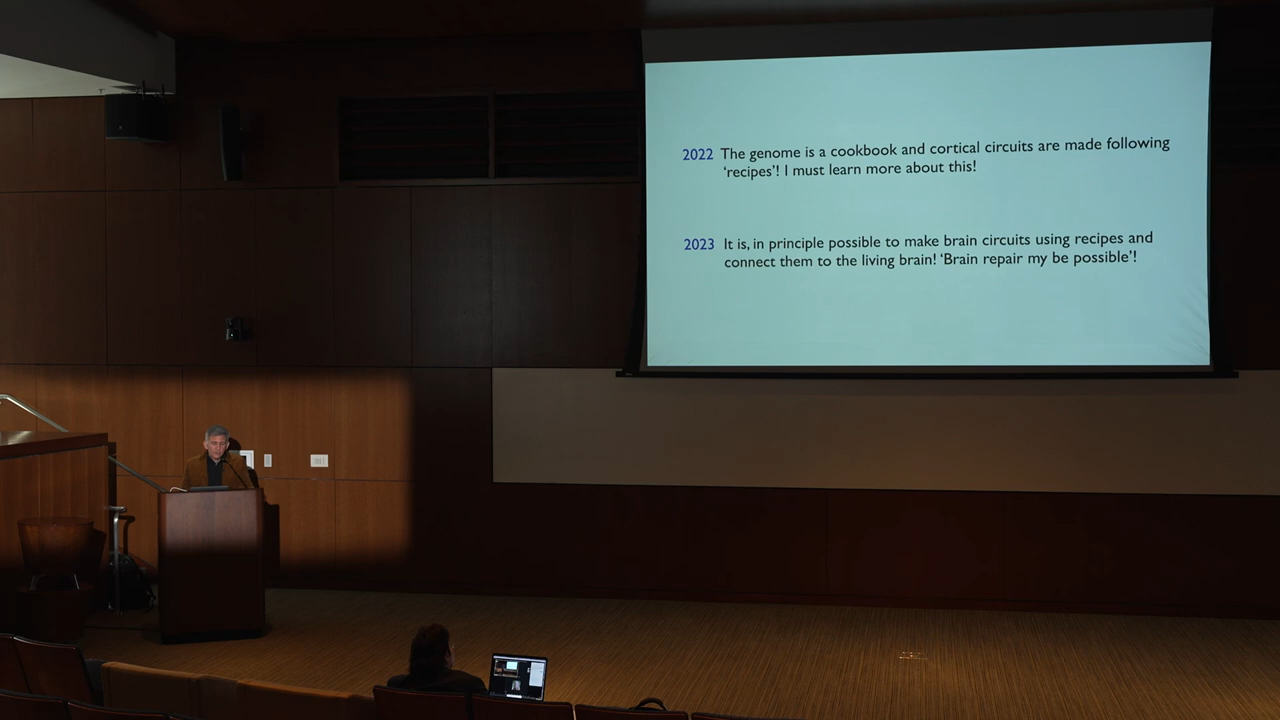 2022 The genome is a cookbook and cortical circuits are made following
‘recipes’! I must learn more about this!
2023 It is, in principle possible to make brain circuits using recipes and
connect them to the living brain! ‘Brain repair my be possible’!